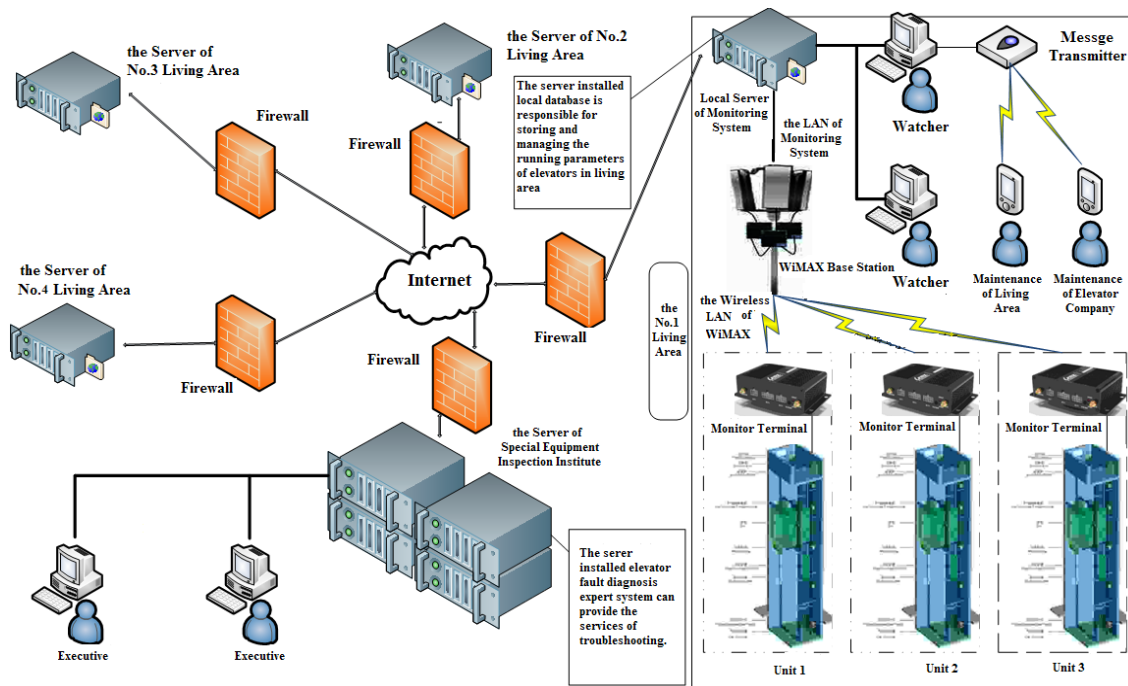 the Server of
No.3 Living Area
the Server of No.2
Living Area
Firewall
Firewall
The server installed
local database is
responsible for
storing and
managing the
running parameters
of elevators in living
area
Local Server
of Monitoring
System
the LAN of
Monitoring
System
Watcher
Messge
Transmitter
Watcher
Maintenance
of Living
Area
Maintenance
of Elevator
Company
WiMAX Base Station
the Wireless
LAN of
WiMAX
the
No.1
Living
Area
Internet
Firewall
the Server of
No.4 Living Area
Firewall
Firewall
the Server of
Special Equipment
Inspection Institute
The serer
installed elevator
fault diagnosis
expert system can
provide the
services of
troubleshooting.
Executive
Executive
Monitor Terminal
Monitor Terminal
Monitor Terminal
Unit 1
Unit 2
Unit 3